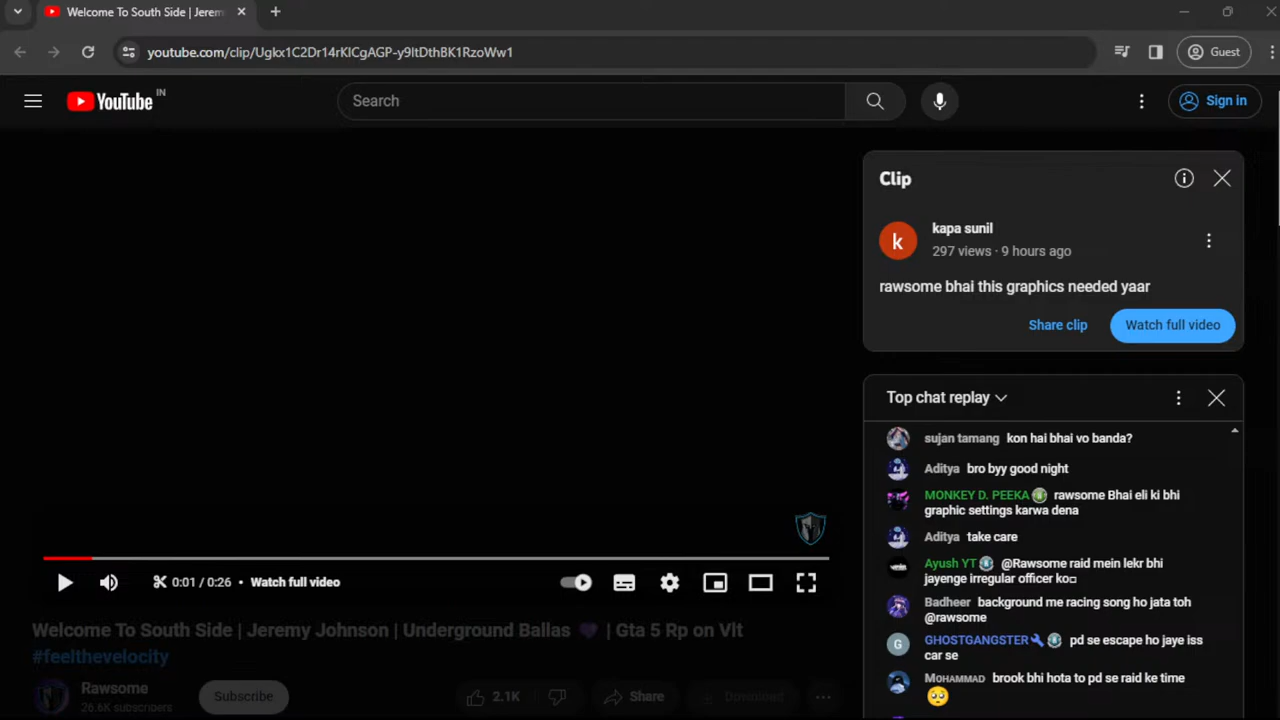 Welcome To South Side | Jerem
youtube.com/clip/Ugkx1C2Dr14rKlCgAGP-y9ltDthBK1RzoWw1
Guest
YouTube IN
Search
Sign in
Clip
k
kapa sunil
297 views · 9 hours ago
rawsome bhai this graphics needed yaar
Share clip
Watch full video
Top chat replay
sujan tamang kon hai bhai vo banda?
Aditya bro byy good night
MONKEY D. PEEKA rawsome Bhai eli ki bhi
graphic settings karwa dena
Aditya take care
Ayush YT @Rawsome raid mein lekr bhi
jayenge irregular officer ko□
Badheer background me racing song ho jata toh
@rawsome
G
GHOSTGANGSTER pd se escape ho jaye iss
car se
Mohammad brook bhi hota to pd se raid ke time
🥺
0:01 / 0:26 · Watch full video
Welcome To South Side | Jeremy Johnson | Underground Ballas 💜 | Gta 5 Rp on Vlt
#feelthevelocity
Rawsome
26.6K subscribers
Subscribe
2.1K
Share
Download